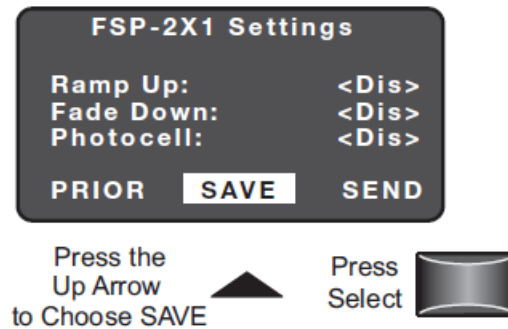 FSP-2X1 Settings
Ramp Up: <Dis>
Fade Down: <Dis>
Photocell: <Dis>
PRIOR SAVE SEND
Press the
Up Arrow
to Choose SAVE
Press
Select